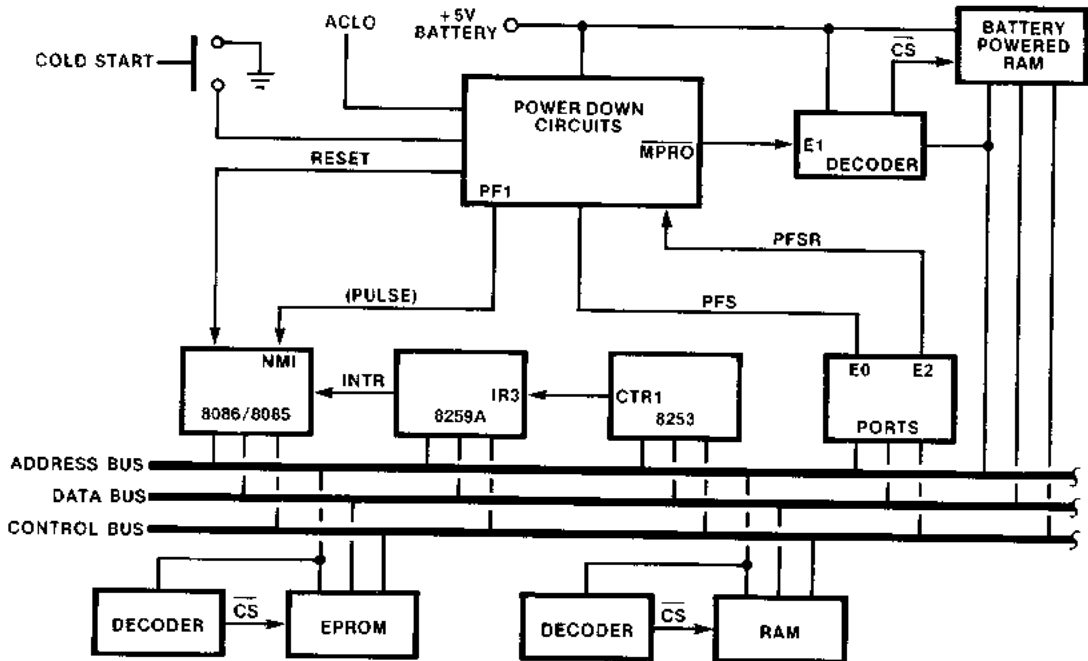 ACLO
+5V
BATTERY
BATTERY
POWERED
RAM
COLD START
CS
POWER DOWN
CIRCUITS
MPRO
E1
DECODER
RESET
PF1
PFSR
(PULSE)
PFS
NMI
8086/8085
INTR
IR3
8259A
CTR1
8253
E0 E2
PORTS
ADDRESS BUS
DATA BUS
CONTROL BUS
DECODER
CS
EPROM
DECODER
CS
RAM